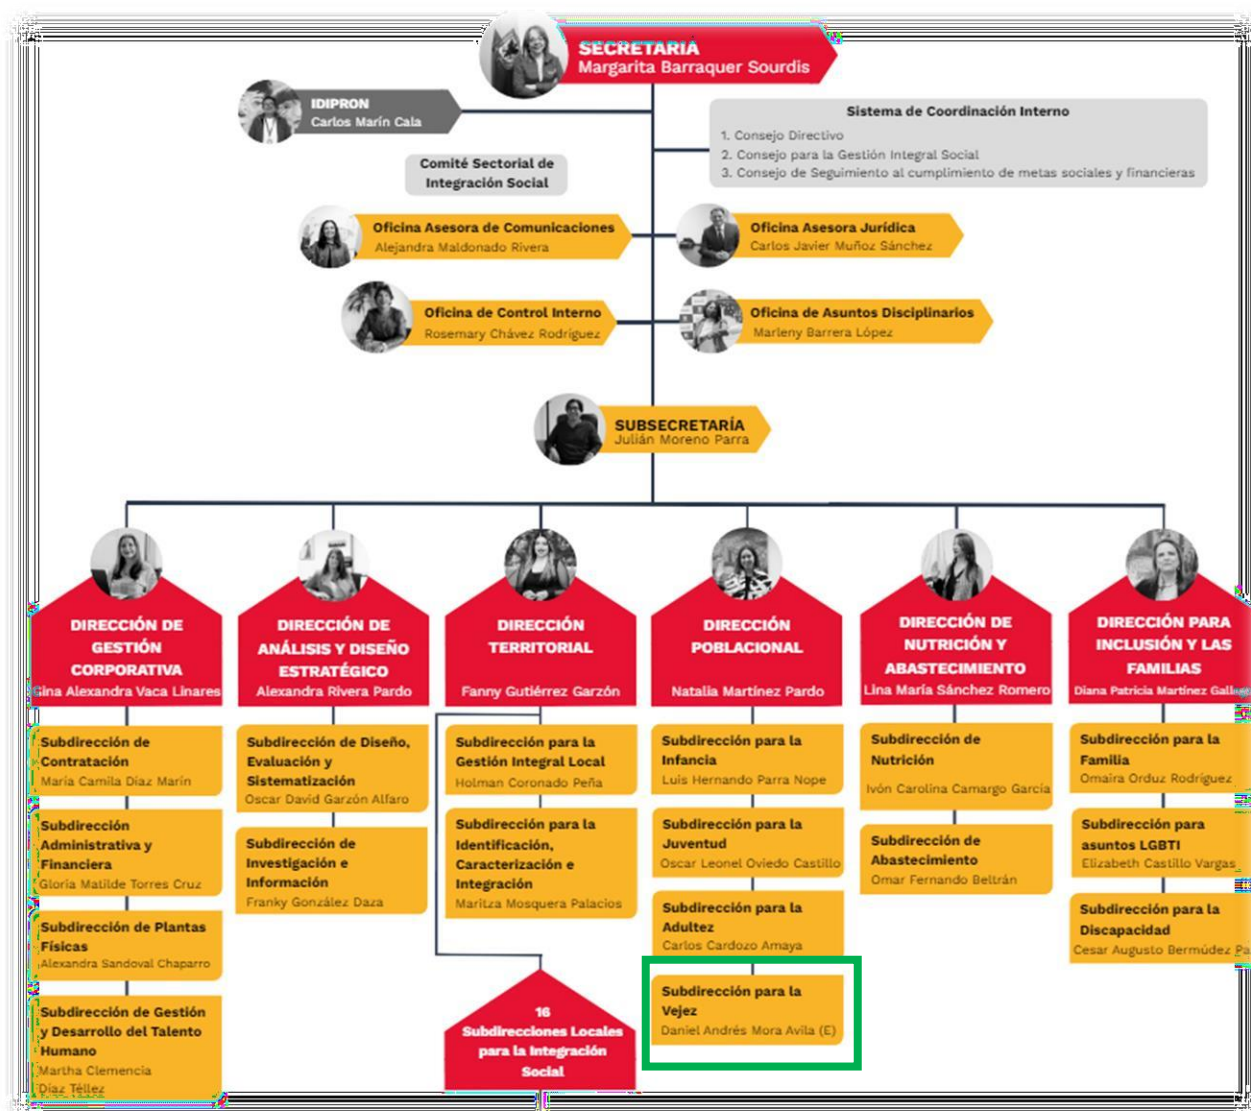 SECRETARÍA
Margarita Barraquer Sourdis
IDIPRON
Carlos Marín Cala
Sistema de Coordinación Interno
1. Consejo Directivo
2. Consejo para la Gestión Integral Social
3. Consejo de Seguimiento al cumplimiento de metas sociales y financieras
Comité Sectorial de
Integración Social
Oficina Asesora de Comunicaciones
Alejandra Maldonado Rivera
Oficina Asesora Jurídica
Carlos Javier Muñoz Sánchez
Oficina de Control Interno
Rosemary Chávez Rodríguez
Oficina de Asuntos Disciplinarios
Marleny Barrera López
SUBSECRETARÍA
Julián Moreno Parra
DIRECCIÓN DE
GESTIÓN
CORPORATIVA
Gina Alexandra Vaca Linares
Subdirección de
Contratación
María Camila Díaz Marín
Subdirección
Administrativa y
Financiera
Gloria Matilde Torres Cruz
Subdirección de Plantas
Físicas
Alexandra Sandoval Chaparro
Subdirección de Gestión
y Desarrollo del Talento
Humano
Martha Clemencia
Díaz Téllez
DIRECCIÓN DE
ANÁLISIS Y DISEÑO
ESTRATÉGICO
Alexandra Rivera Pardo
Subdirección de Diseño,
Evaluación y
Sistematización
Oscar David Garzón Alfaro
Subdirección de
Investigación e
Información
Franky González Daza
DIRECCIÓN
TERRITORIAL
Fanny Gutiérrez Garzón
Subdirección para la
Gestión Integral Local
Holman Coronado Peña
Subdirección para la
Identificación,
Caracterización e
Integración
Maritza Mosquera Palacios
16
Subdirecciones Locales
para la Integración
Social
DIRECCIÓN
POBLACIONAL
Natalia Martínez Pardo
Subdirección para la
Infancia
Luis Hernando Parra Nope
Subdirección para la
Juventud
Oscar Leonel Oviedo Castillo
Subdirección para la
Adultez
Carlos Cardozo Amaya
Subdirección para la
Vejez
Daniel Andrés Mora Avila (E)
DIRECCIÓN DE
NUTRICIÓN Y
ABASTECIMIENTO
Lina María Sánchez Romero
Subdirección de
Nutrición
Ivón Carolina Camargo García
Subdirección de
Abastecimiento
Omar Fernando Beltrán
DIRECCIÓN PARA
INCLUSIÓN Y LAS
FAMILIAS
Diana Patricia Martínez
Subdirección para la
Familia
Omaira Orduz Rodríguez
Subdirección para
asuntos LGBTI
Elizabeth Castillo Vargas
Subdirección para la
Discapacidad
Cesar Augusto Bermúdez